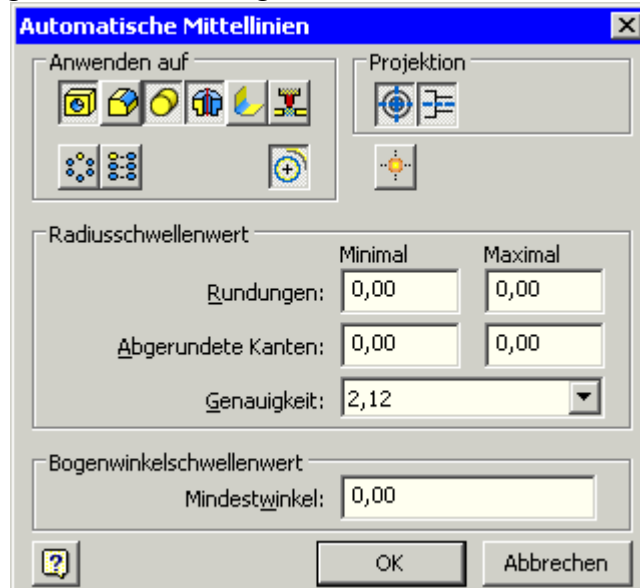 Automatische Mittellinien
Anwenden auf
Projektion
Radiusschwellenwert
Minimal Maximal
Rundungen: 0,00 0,00
Abgerundete Kanten: 0,00 0,00
Genauigkeit: 2,12
Bogenwinkelschwellenwert
Mindestwinkel: 0,00
OK Abbrechen